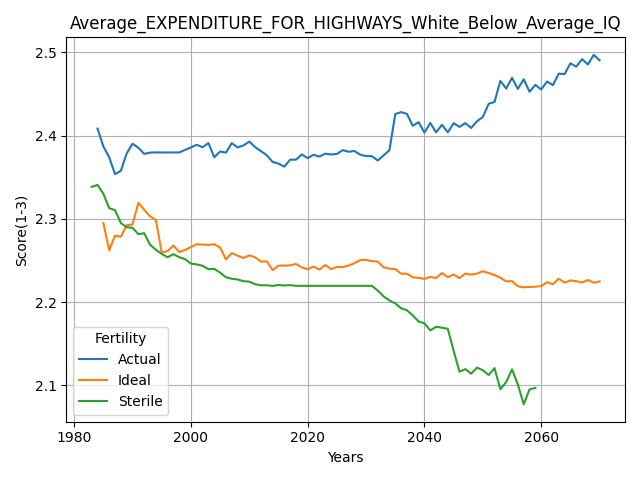 Average_EXPENDITURE_FOR_HIGHWAYS_White_Below_Average_IQ
Score(1-3)
2.5
2.4
2.3
2.2
2.1
Fertility
Actual
Ideal
Sterile
1980
2000
2020
2040
2060
Years